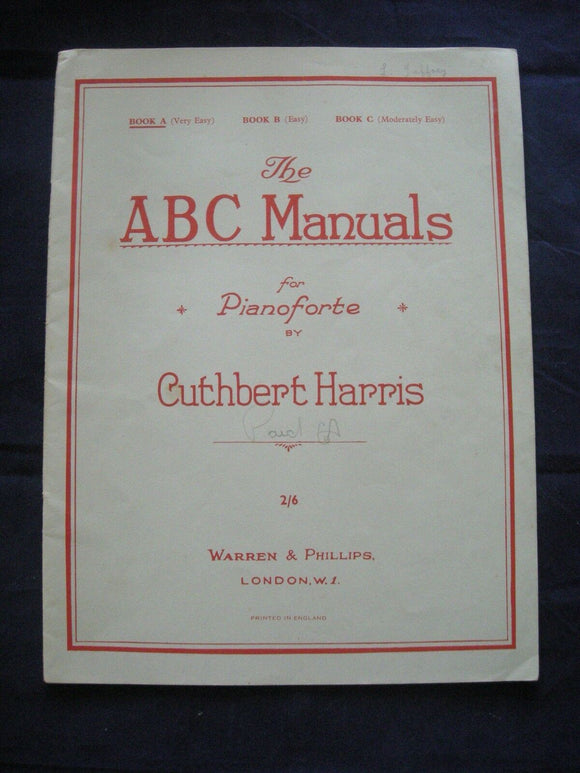 BOOK A (Very Easy) BOOK B (Easy) BOOK C (Moderately Easy)
The
ABC Manuals
for
Pianoforte
BY
Cuthbert Harris
Paid
2/6
WARREN & PHILLIPS,
LONDON, W.1.
PRINTED IN ENGLAND